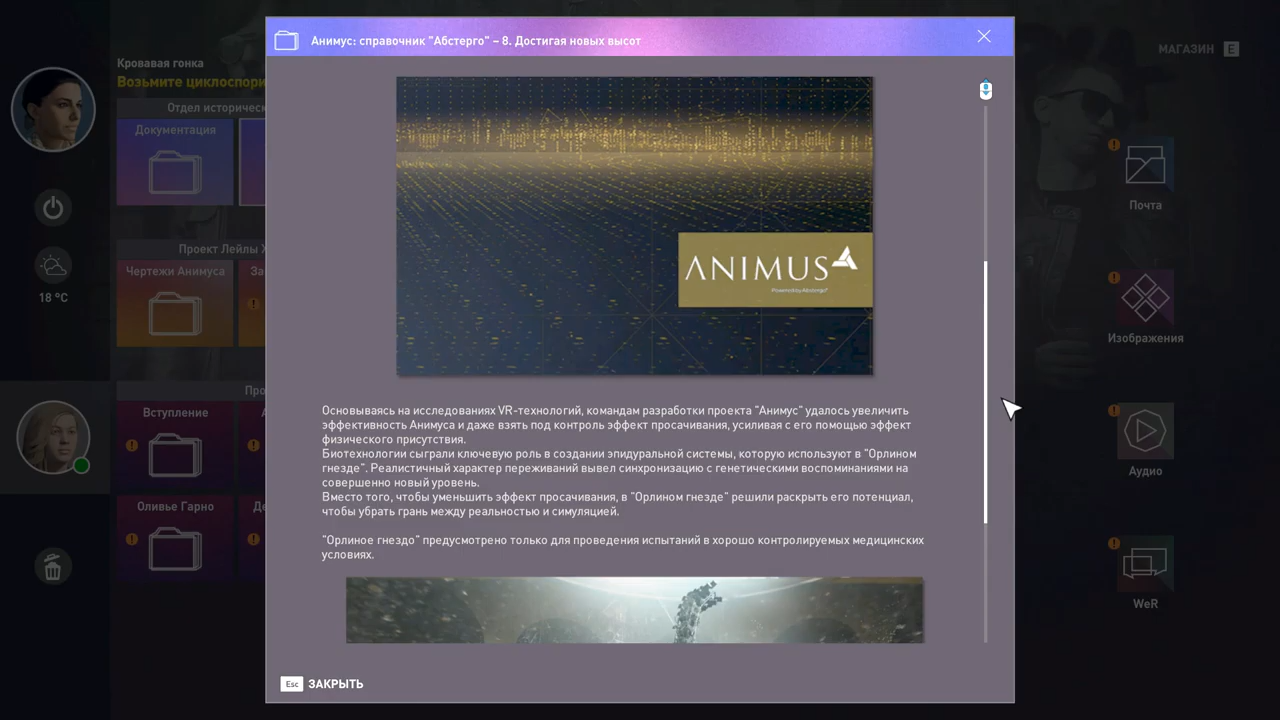 Анимус: справочник "Абстерго" – 8. Достигая новых высот
МАГАЗИН E
Кровавая гонка
Возьмите циклоспори
Отдел историческ
Документация
Проект Лейлы Х
Чертежи Анимуса
За
18 °C
Про
Вступление
А
Оливье Гарно
Де
ANIMUS
Powered by Abstergo
Основываясь на исследованиях VR-технологий, командам разработки проекта "Анимус" удалось увеличить
эффективность Анимуса и даже взять под контроль эффект просачивания, усиливая с его помощью эффект
физического присутствия.
Биотехнологии сыграли ключевую роль в создании эпидуральной системы, которую используют в "Орлином
гнезде". Реалистичный характер переживаний вывел синхронизацию с генетическими воспоминаниями на
совершенно новый уровень.
Вместо того, чтобы уменьшить эффект просачивания, в "Орлином гнезде" решили раскрыть его потенциал,
чтобы убрать грань между реальностью и симуляцией.
"Орлиное гнездо" предусмотрено только для проведения испытаний в хорошо контролируемых медицинских
условиях.
Почта
Изображения
Аудио
WeR
Esc ЗАКРЫТЬ